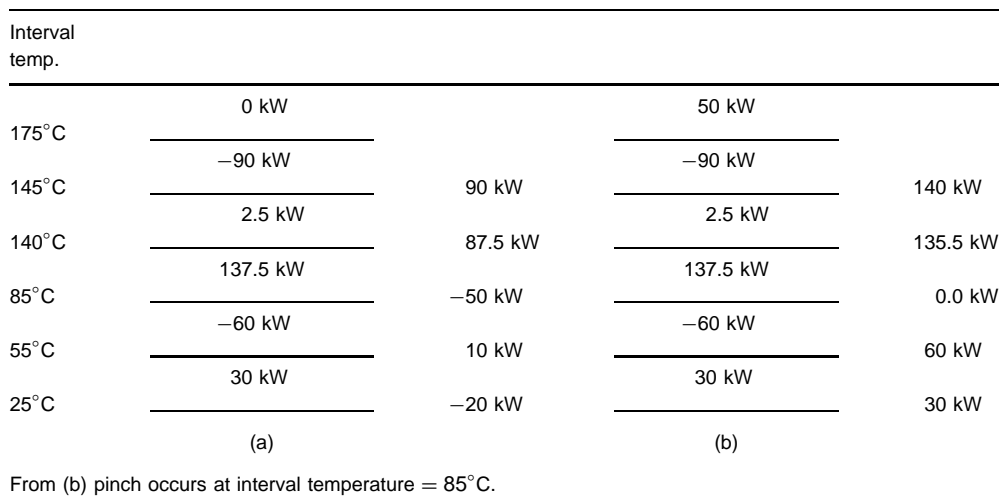 Interval
temp.
0 kW 50 kW
175°C
−90 kW −90 kW
145°C 90 kW 140 kW
2.5 kW 2.5 kW
140°C 87.5 kW 135.5 kW
137.5 kW 137.5 kW
85°C −50 kW 0.0 kW
−60 kW −60 kW
55°C 10 kW 60 kW
30 kW 30 kW
25°C −20 kW 30 kW
(a) (b)
From (b) pinch occurs at interval temperature = 85°C.